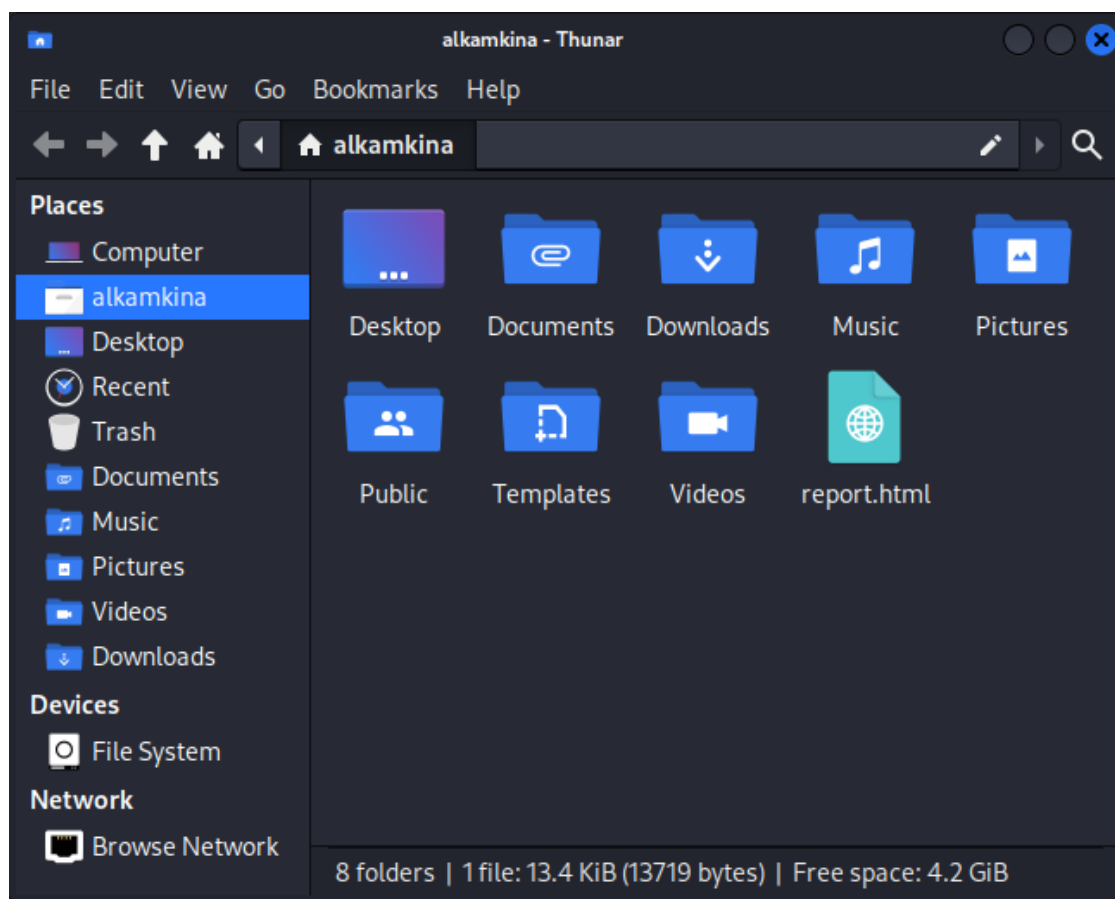 alkamkina - Thunar
File Edit View Go Bookmarks Help
alkamkina
Places
Computer
alkamkina
Desktop
Recent
Trash
Documents
Music
Pictures
Videos
Downloads
Devices
File System
Network
Browse Network
Desktop Documents Downloads Music Pictures
Public Templates Videos report.html
8 folders | 1 file: 13.4 KiB (13719 bytes) | Free space: 4.2 GiB